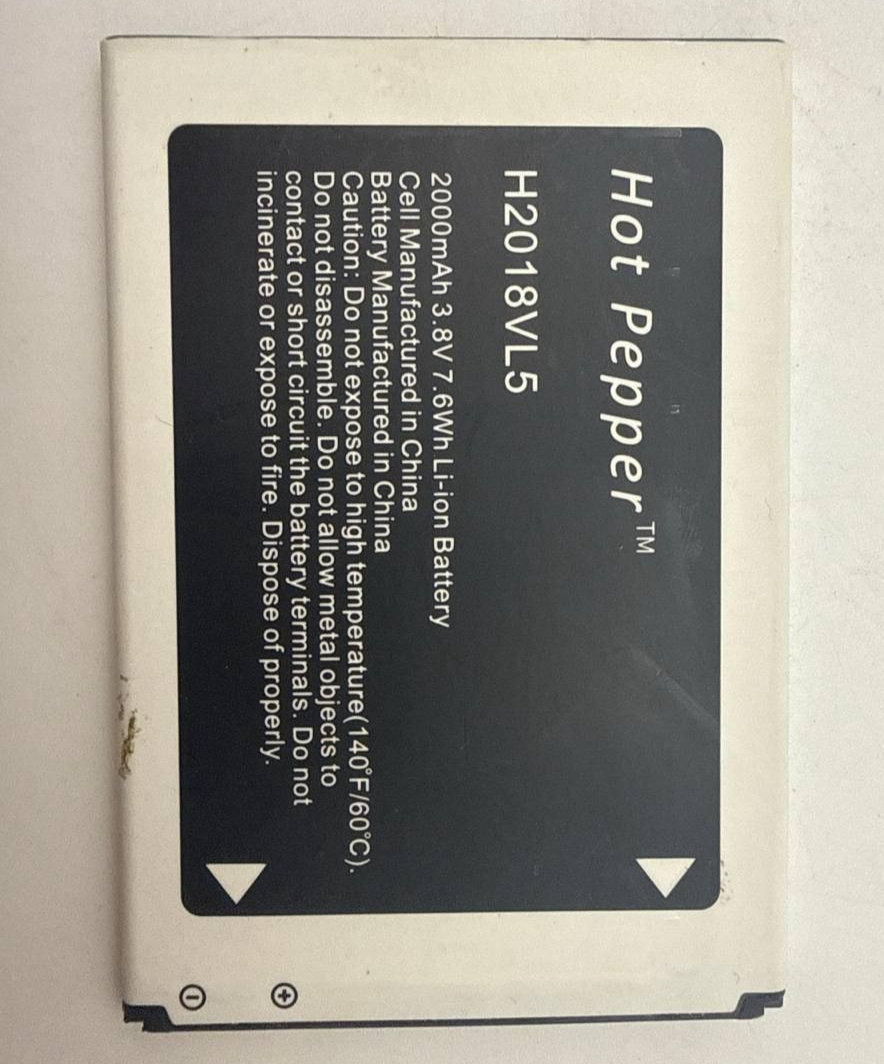 Hot Pepper™
H2018VL5
2000mAh 3.8V 7.6Wh Li-ion Battery
Cell Manufactured in China
Battery Manufactured in China
Caution: Do not expose to high temperature(140°F/60°C).
Do not disassemble. Do not allow metal objects to
contact or short circuit the battery terminals. Do not
incinerate or expose to fire. Dispose of properly.
⊕
⊖